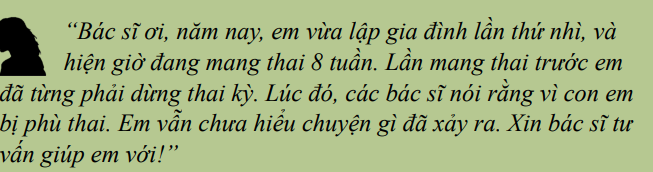 “Bác sĩ ơi, năm nay, em vừa lập gia đình lần thứ nhì, và
hiện giờ đang mang thai 8 tuần. Lần mang thai trước em
đã từng phải dừng thai kỳ. Lúc đó, các bác sĩ nói rằng vì con em
bị phù thai. Em vẫn chưa hiểu chuyện gì đã xảy ra. Xin bác sĩ tư
vấn giúp em với!”